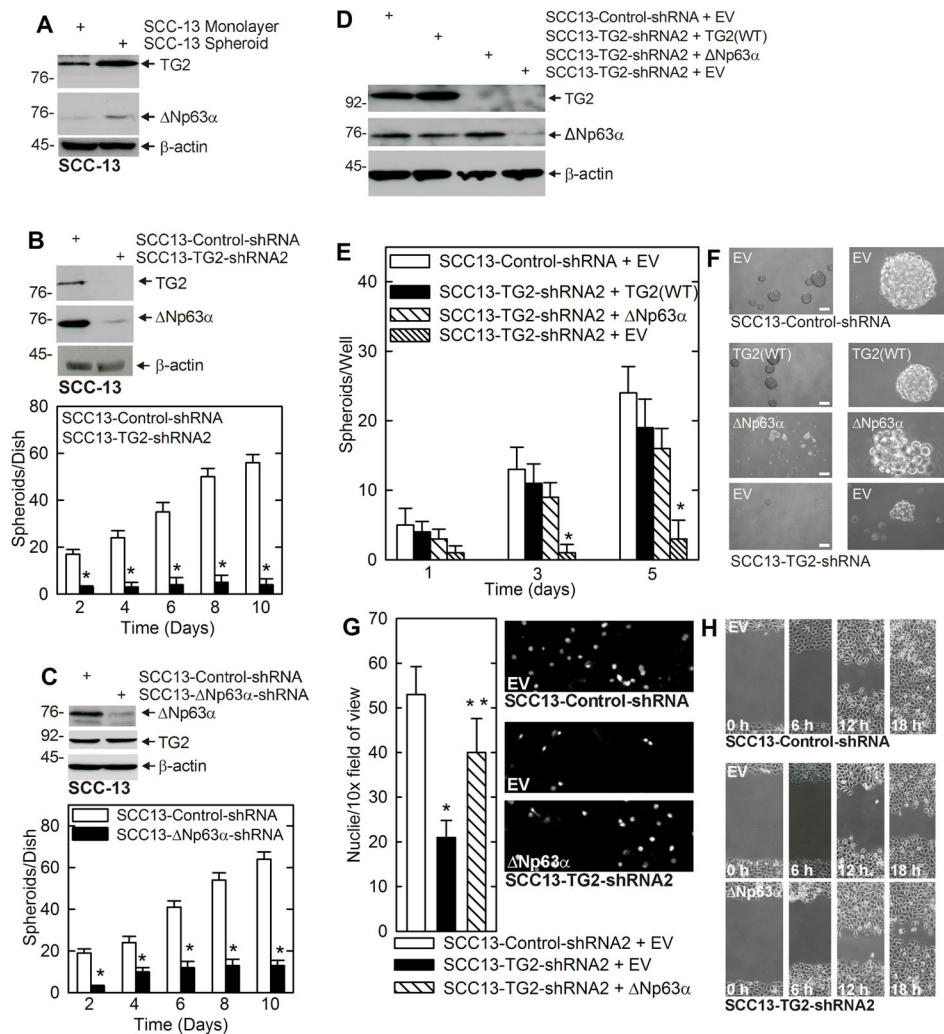 A
+ SCC-13 Monolayer
+ SCC-13 Spheroid
TG2
76-
76-
ΔNp63α
45-
β-actin
SCC-13
B
+ SCC13-Control-shRNA
+ SCC13-TG2-shRNA2
TG2
76-
76-
ΔNp63α
45-
β-actin
SCC-13
80
60
40
20
0
Spheroids/Dish
SCC13-Control-shRNA
SCC13-TG2-shRNA2
* * * * *
2 4 6 8 10
Time (Days)
C
+ SCC13-Control-shRNA
+ SCC13-ΔNp63α-shRNA
76-
ΔNp63α
92-
TG2
45-
β-actin
SCC-13
80
60
40
20
0
Spheroids/Dish
SCC13-Control-shRNA
SCC13-ΔNp63α-shRNA
* * * * *
2 4 6 8 10
Time (Days)
D
+ SCC13-Control-shRNA + EV
+ SCC13-TG2-shRNA2 + TG2(WT)
+ SCC13-TG2-shRNA2 + ΔNp63α
+ SCC13-TG2-shRNA2 + EV
92-
TG2
76-
ΔNp63α
45-
β-actin
E
40
30
20
10
0
Spheroids/Well
SCC13-Control-shRNA + EV
SCC13-TG2-shRNA2 + TG2(WT)
SCC13-TG2-shRNA2 + ΔNp63α
SCC13-TG2-shRNA2 + EV
* *
1 3 5
Time (days)
F
EV EV
SCC13-Control-shRNA
TG2(WT) TG2(WT)
ΔNp63α ΔNp63α
EV EV
SCC13-TG2-shRNA
G
70
60
50
40
30
20
10
0
Nuclie/10x field of view
*
* *
EV
SCC13-Control-shRNA
EV
ΔNp63α
SCC13-TG2-shRNA2
SCC13-Control-shRNA2 + EV
SCC13-TG2-shRNA2 + EV
SCC13-TG2-shRNA2 + ΔNp63α
H
EV
0 h 6 h 12 h 18 h
SCC13-Control-shRNA
EV
0 h 6 h 12 h 18 h
ΔNp63α
0 h 6 h 12 h 18 h
SCC13-TG2-shRNA2